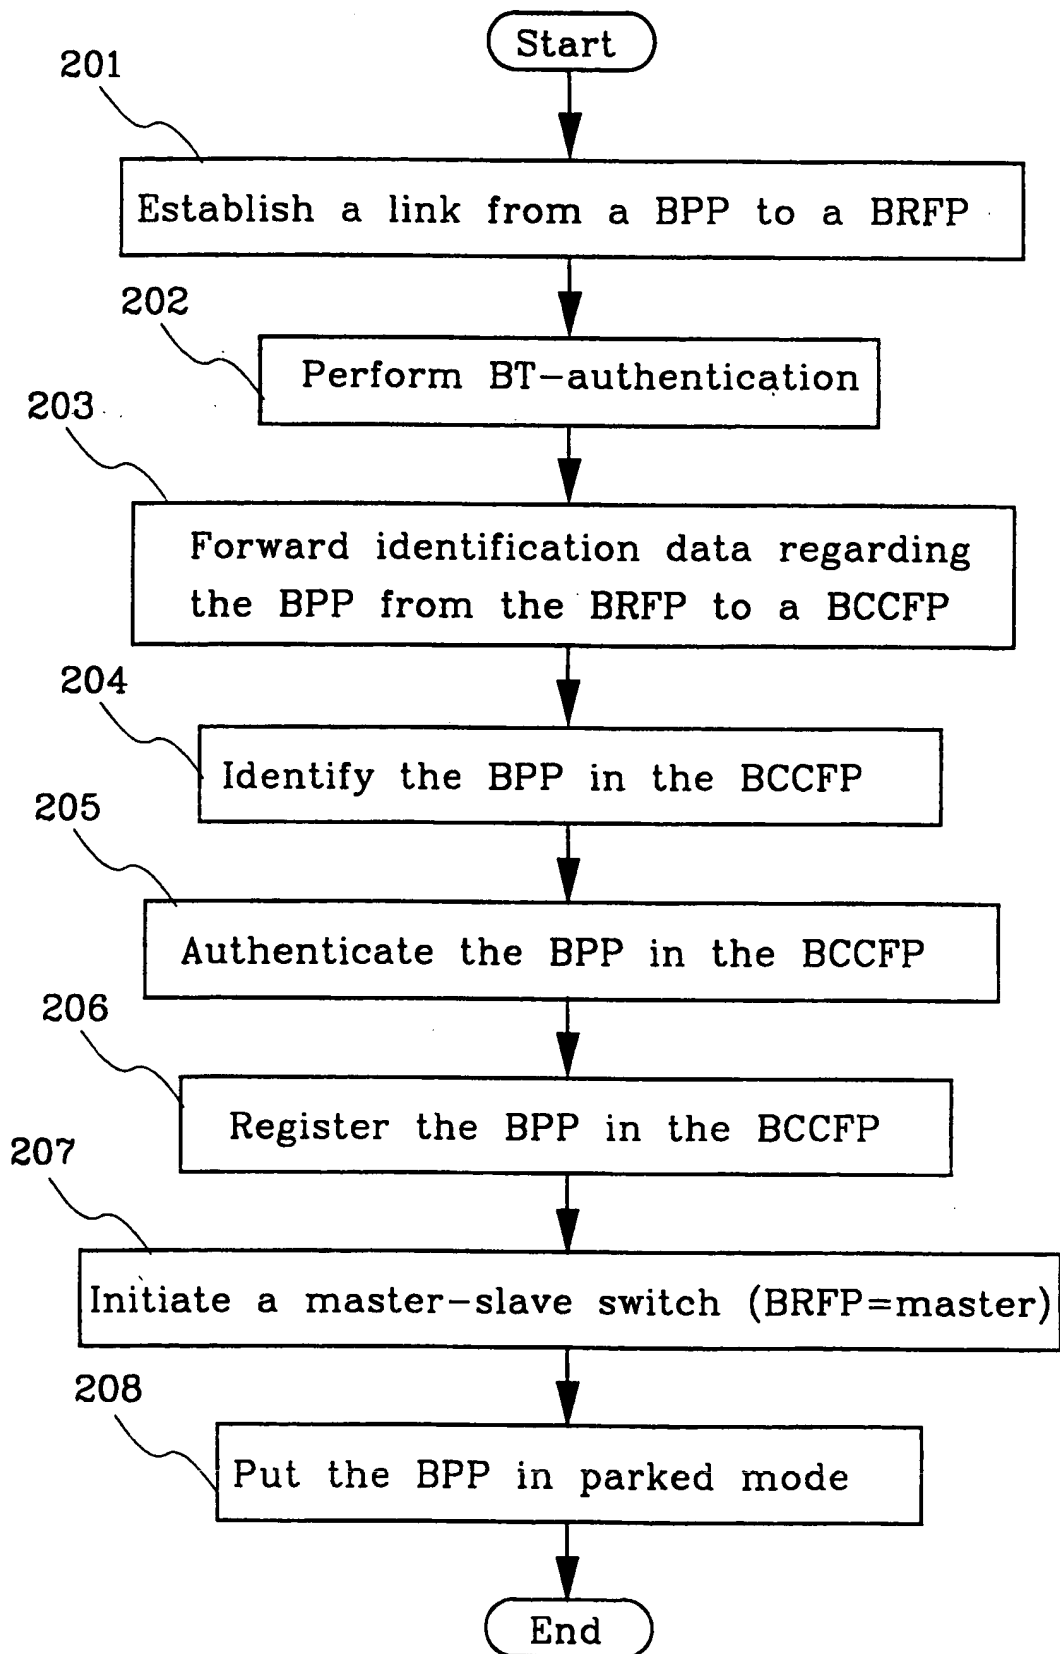 Start
201
Establish a link from a BPP to a BRFP
202
Perform BT-authentication
203
Forward identification data regarding
the BPP from the BRFP to a BCCFP
204
Identify the BPP in the BCCFP
205
Authenticate the BPP in the BCCFP
206
Register the BPP in the BCCFP
207
Initiate a master-slave switch (BRFP=master)
208
Put the BPP in parked mode
End